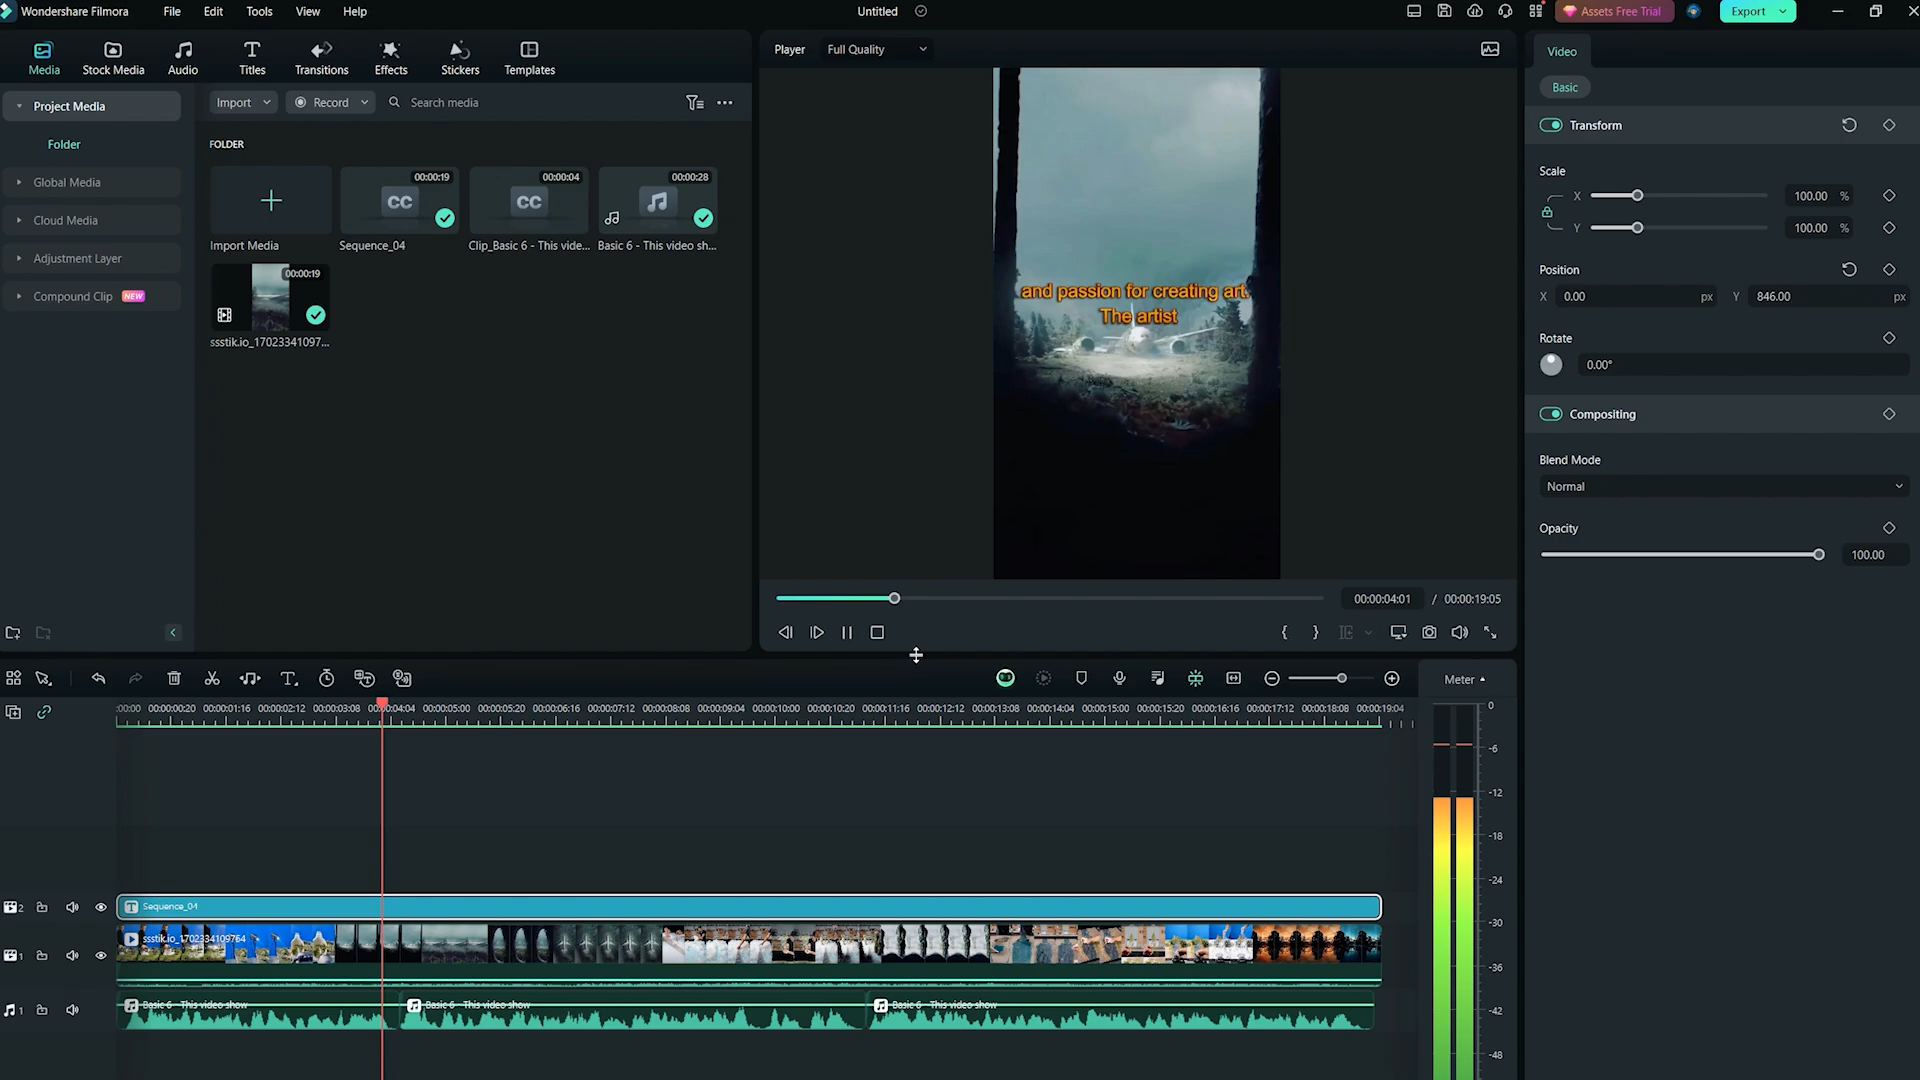 Wondershare Filmora
File
Edit
Tools
View
Help
Untitled
Assets Free Trial
Export
Media
Stock Media
Audio
Titles
Transitions
Effects
Stickers
Templates
Player
Full Quality
Video
Basic
Project Media
Folder
Global Media
Cloud Media
Adjustment Layer
Compound Clip NEW
Import
Record
Search media
FOLDER
Import Media
00:00:19
CC
Sequence_04
00:00:04
CC
Clip_Basic 6 - This vide...
00:00:28
Basic 6 - This video sh...
00:00:19
ssstik.io_17023341097...
and passion for creating art.
The artist
00:00:04:01 / 00:00:19:05
Transform
Scale
X 100.00 %
Y 100.00 %
Position
X 0.00 px Y 846.00 px
Rotate
0.00°
Compositing
Blend Mode
Normal
Opacity
100.00
Meter
:00:00 00:00:00:20 00:00:01:16 00:00:02:12 00:00:03:08 00:00:04:04 00:00:05:00 00:00:05:20 00:00:06:16 00:00:07:12 00:00:08:08 00:00:09:04 00:00:10:00 00:00:10:20 00:00:11:16 00:00:12:12 00:00:13:08 00:00:14:04 00:00:15:00 00:00:15:20 00:00:16:16 00:00:17:12 00:00:18:08 00:00:19:04
0
-6
-12
-18
-24
-30
-36
-42
-48
2
Sequence_04
1
ssstik.io_1702334109764
1
Basic 6 - This video show
Basic 6 - This video show
Basic 6 - This video show